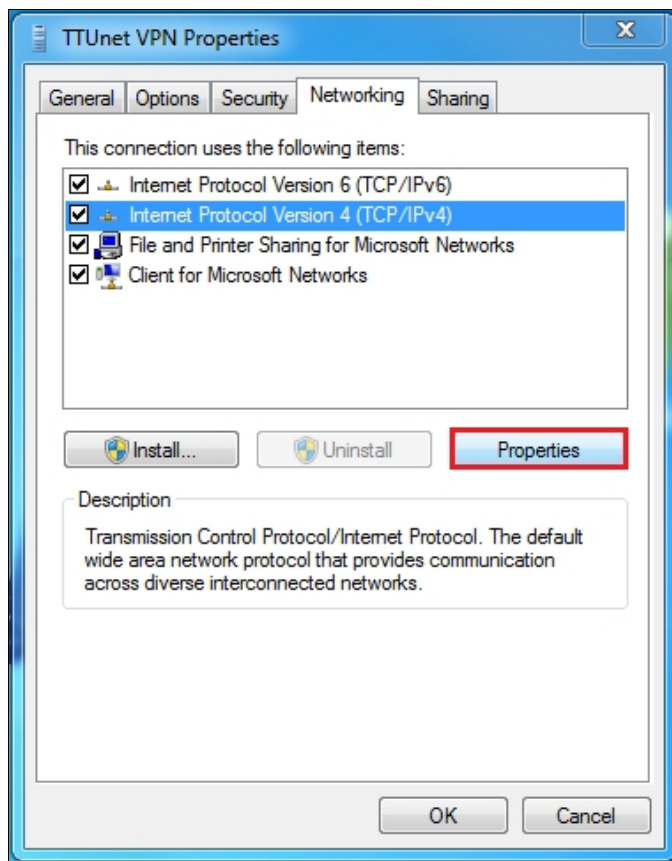 TTUnet VPN Properties
X
General Options Security Networking Sharing
This connection uses the following items:
Internet Protocol Version 6 (TCP/IPv6)
Internet Protocol Version 4 (TCP/IPv4)
File and Printer Sharing for Microsoft Networks
Client for Microsoft Networks
Install... Uninstall Properties
Description
Transmission Control Protocol/Internet Protocol. The default
wide area network protocol that provides communication
across diverse interconnected networks.
OK Cancel